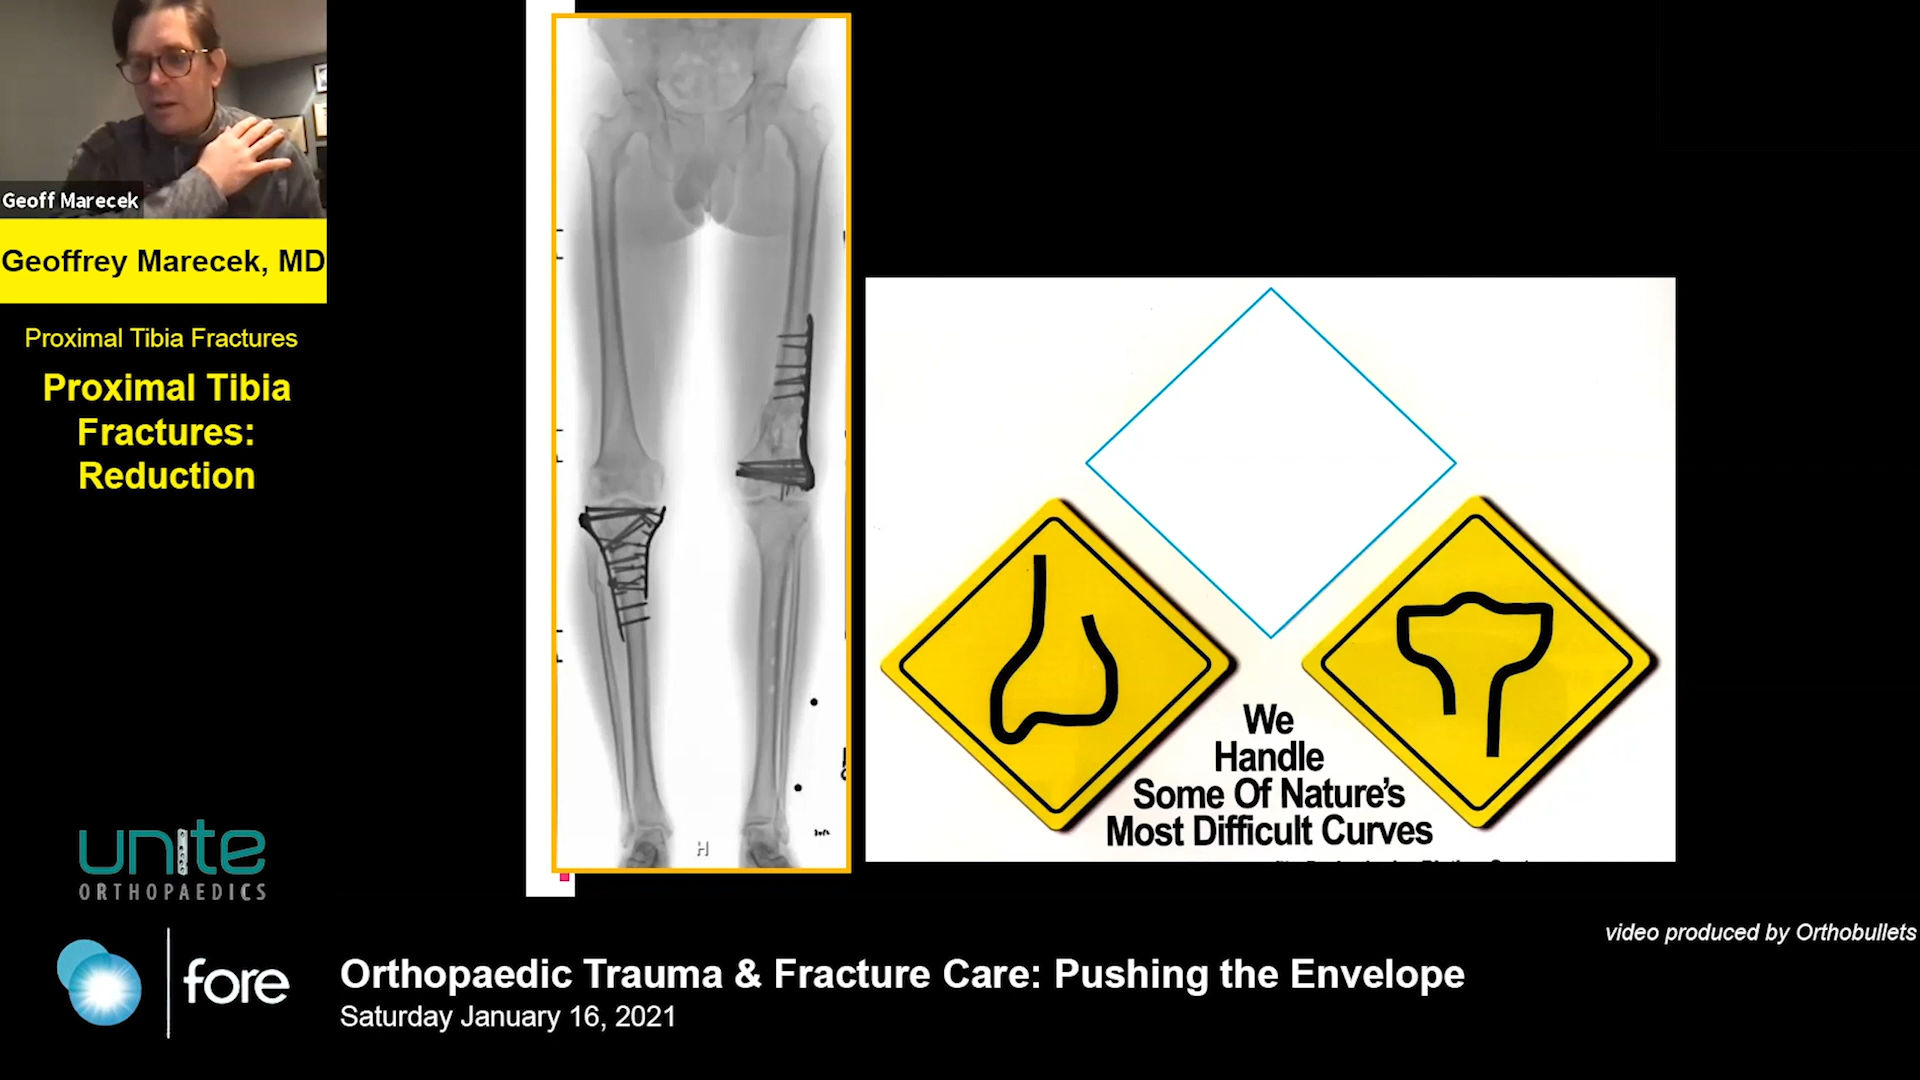 Geoff Marecek
Geoffrey Marecek, MD
Proximal Tibia Fractures
Proximal Tibia
Fractures:
Reduction
H
We
Handle
Some Of Nature's
Most Difficult Curves
unite
ORTHOPAEDICS
fore
video produced by Orthobullets
Orthopaedic Trauma & Fracture Care: Pushing the Envelope
Saturday January 16, 2021